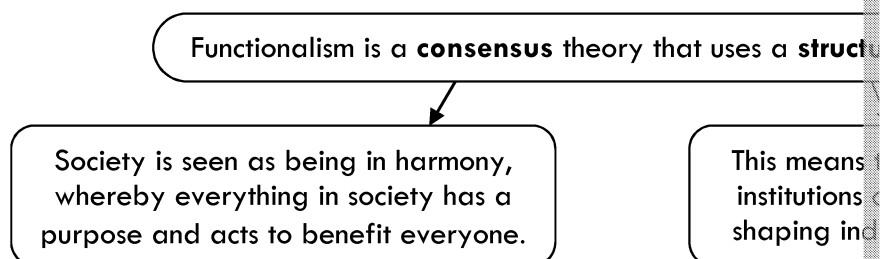 Functionalism is a consensus theory that uses a
Society is seen as being in harmony,
whereby everything in society has a
purpose and acts to benefit everyone.
This means
institutions
shaping